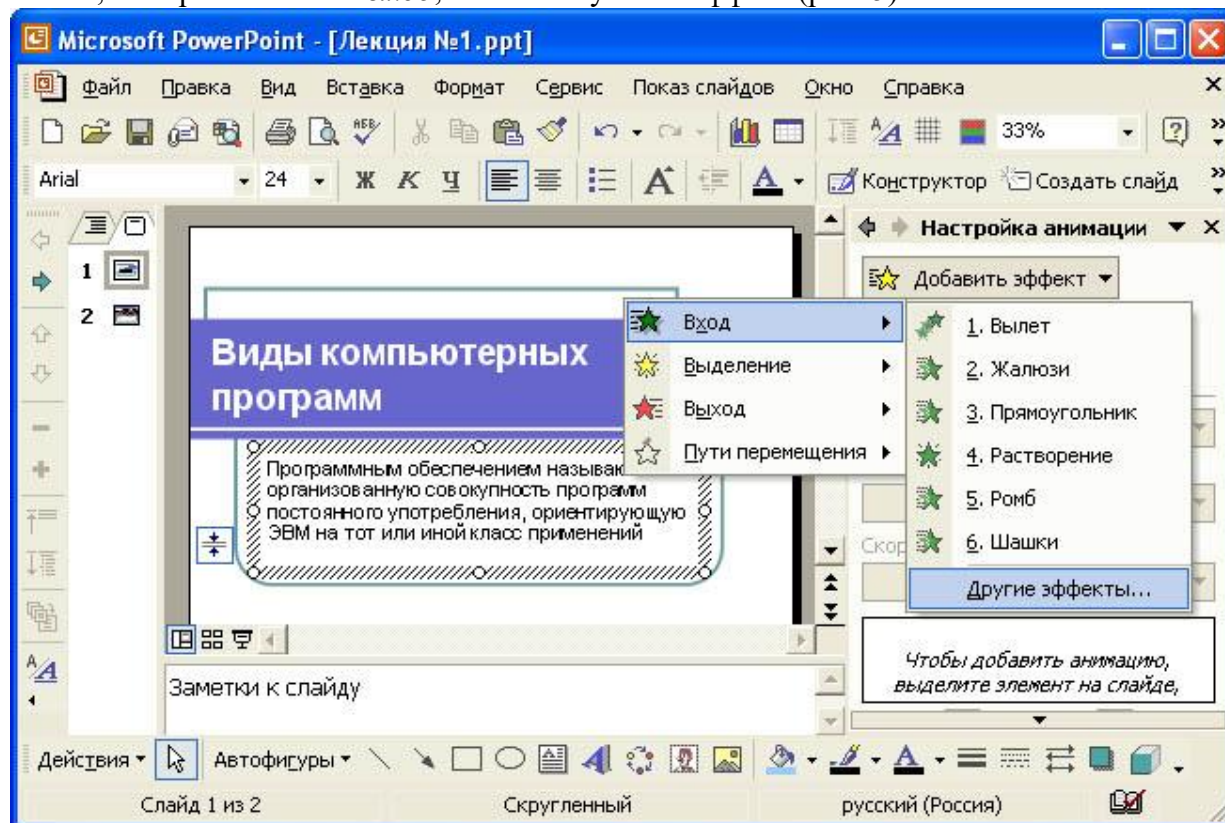 Microsoft PowerPoint - [Лекция №1.ppt]
Файл Правка Вид Вставка Формат Сервис Показ слайдов Окно Справка
33%
Arial 24 Ж К Ч Конструктор Создать слайд
Настройка анимации
Добавить эффект
1
2
Вход
Выделение
Выход
Пути перемещения
1. Вылет
2. Жалюзи
3. Прямоугольник
4. Растворение
5. Ромб
6. Шашки
Другие эффекты...
Скор
Виды компьютерных
программ
Программным обеспечением называю
организованную совокупность программ
постоянного употребления, ориентирующую
ЭВМ на тот или иной класс применений
Чтобы добавить анимацию,
выделите элемент на слайде,
Заметки к слайду
Действия Автофигуры
Слайд 1 из 2 Скругленный русский (Россия)